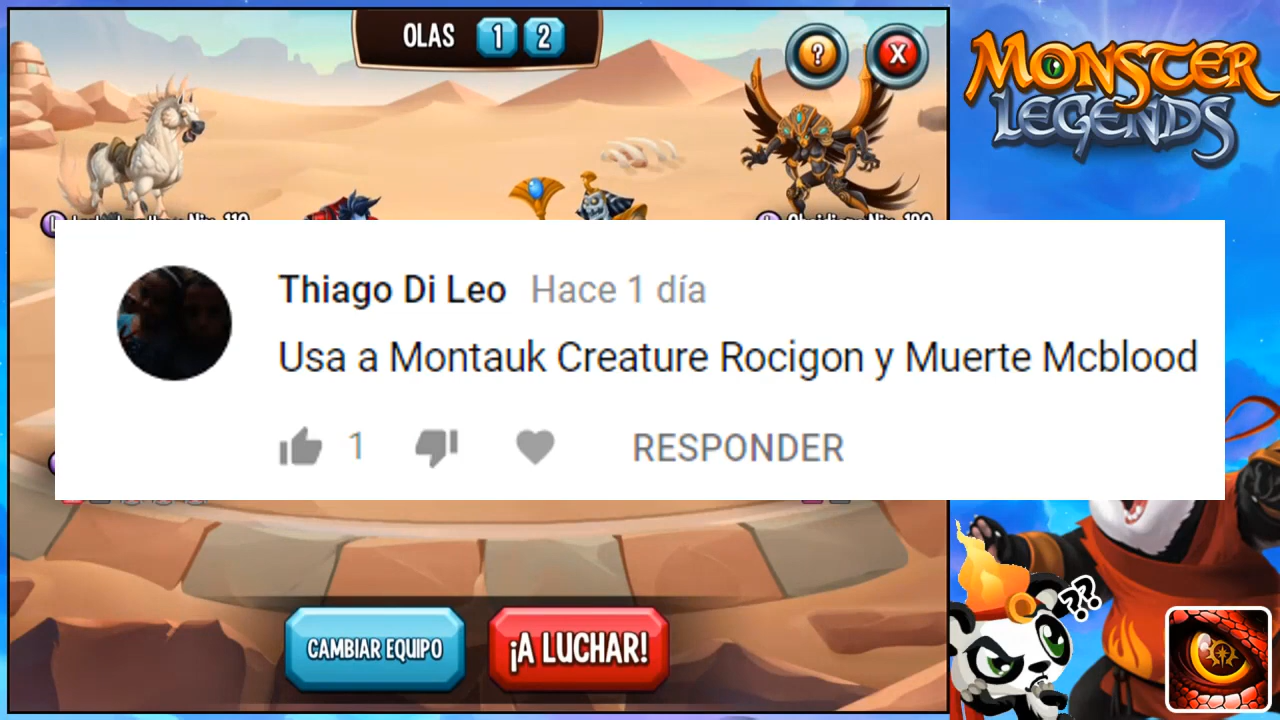 OLAS 1 2
?
X
MONSTER
LEGENDS
Thiago Di Leo Hace 1 día
Usa a Montauk Creature Rocigon y Muerte Mcblood
1
RESPONDER
CAMBIAR EQUIPO
¡A LUCHAR!
??